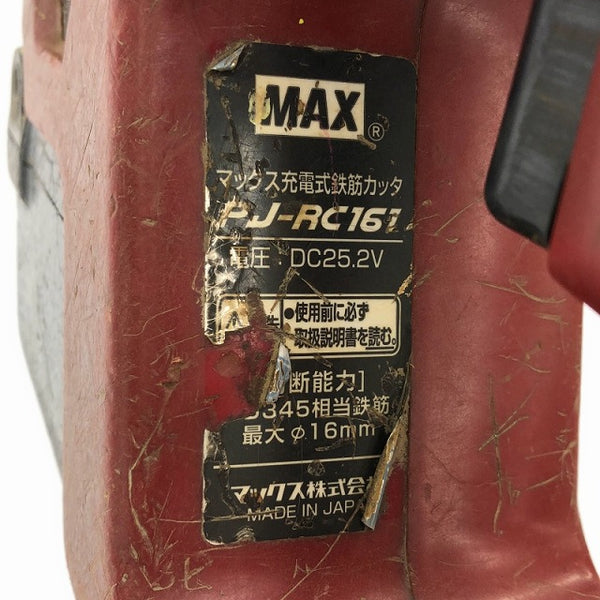 MAX®
マックス充電式鉄筋カッタ
PJ-RC161
電圧:DC25.2V
●使用前に必ず
取扱説明書を読む。
断能力]
345相当鉄筋
最大φ16mm
マックス株式会
MADE IN JAPA